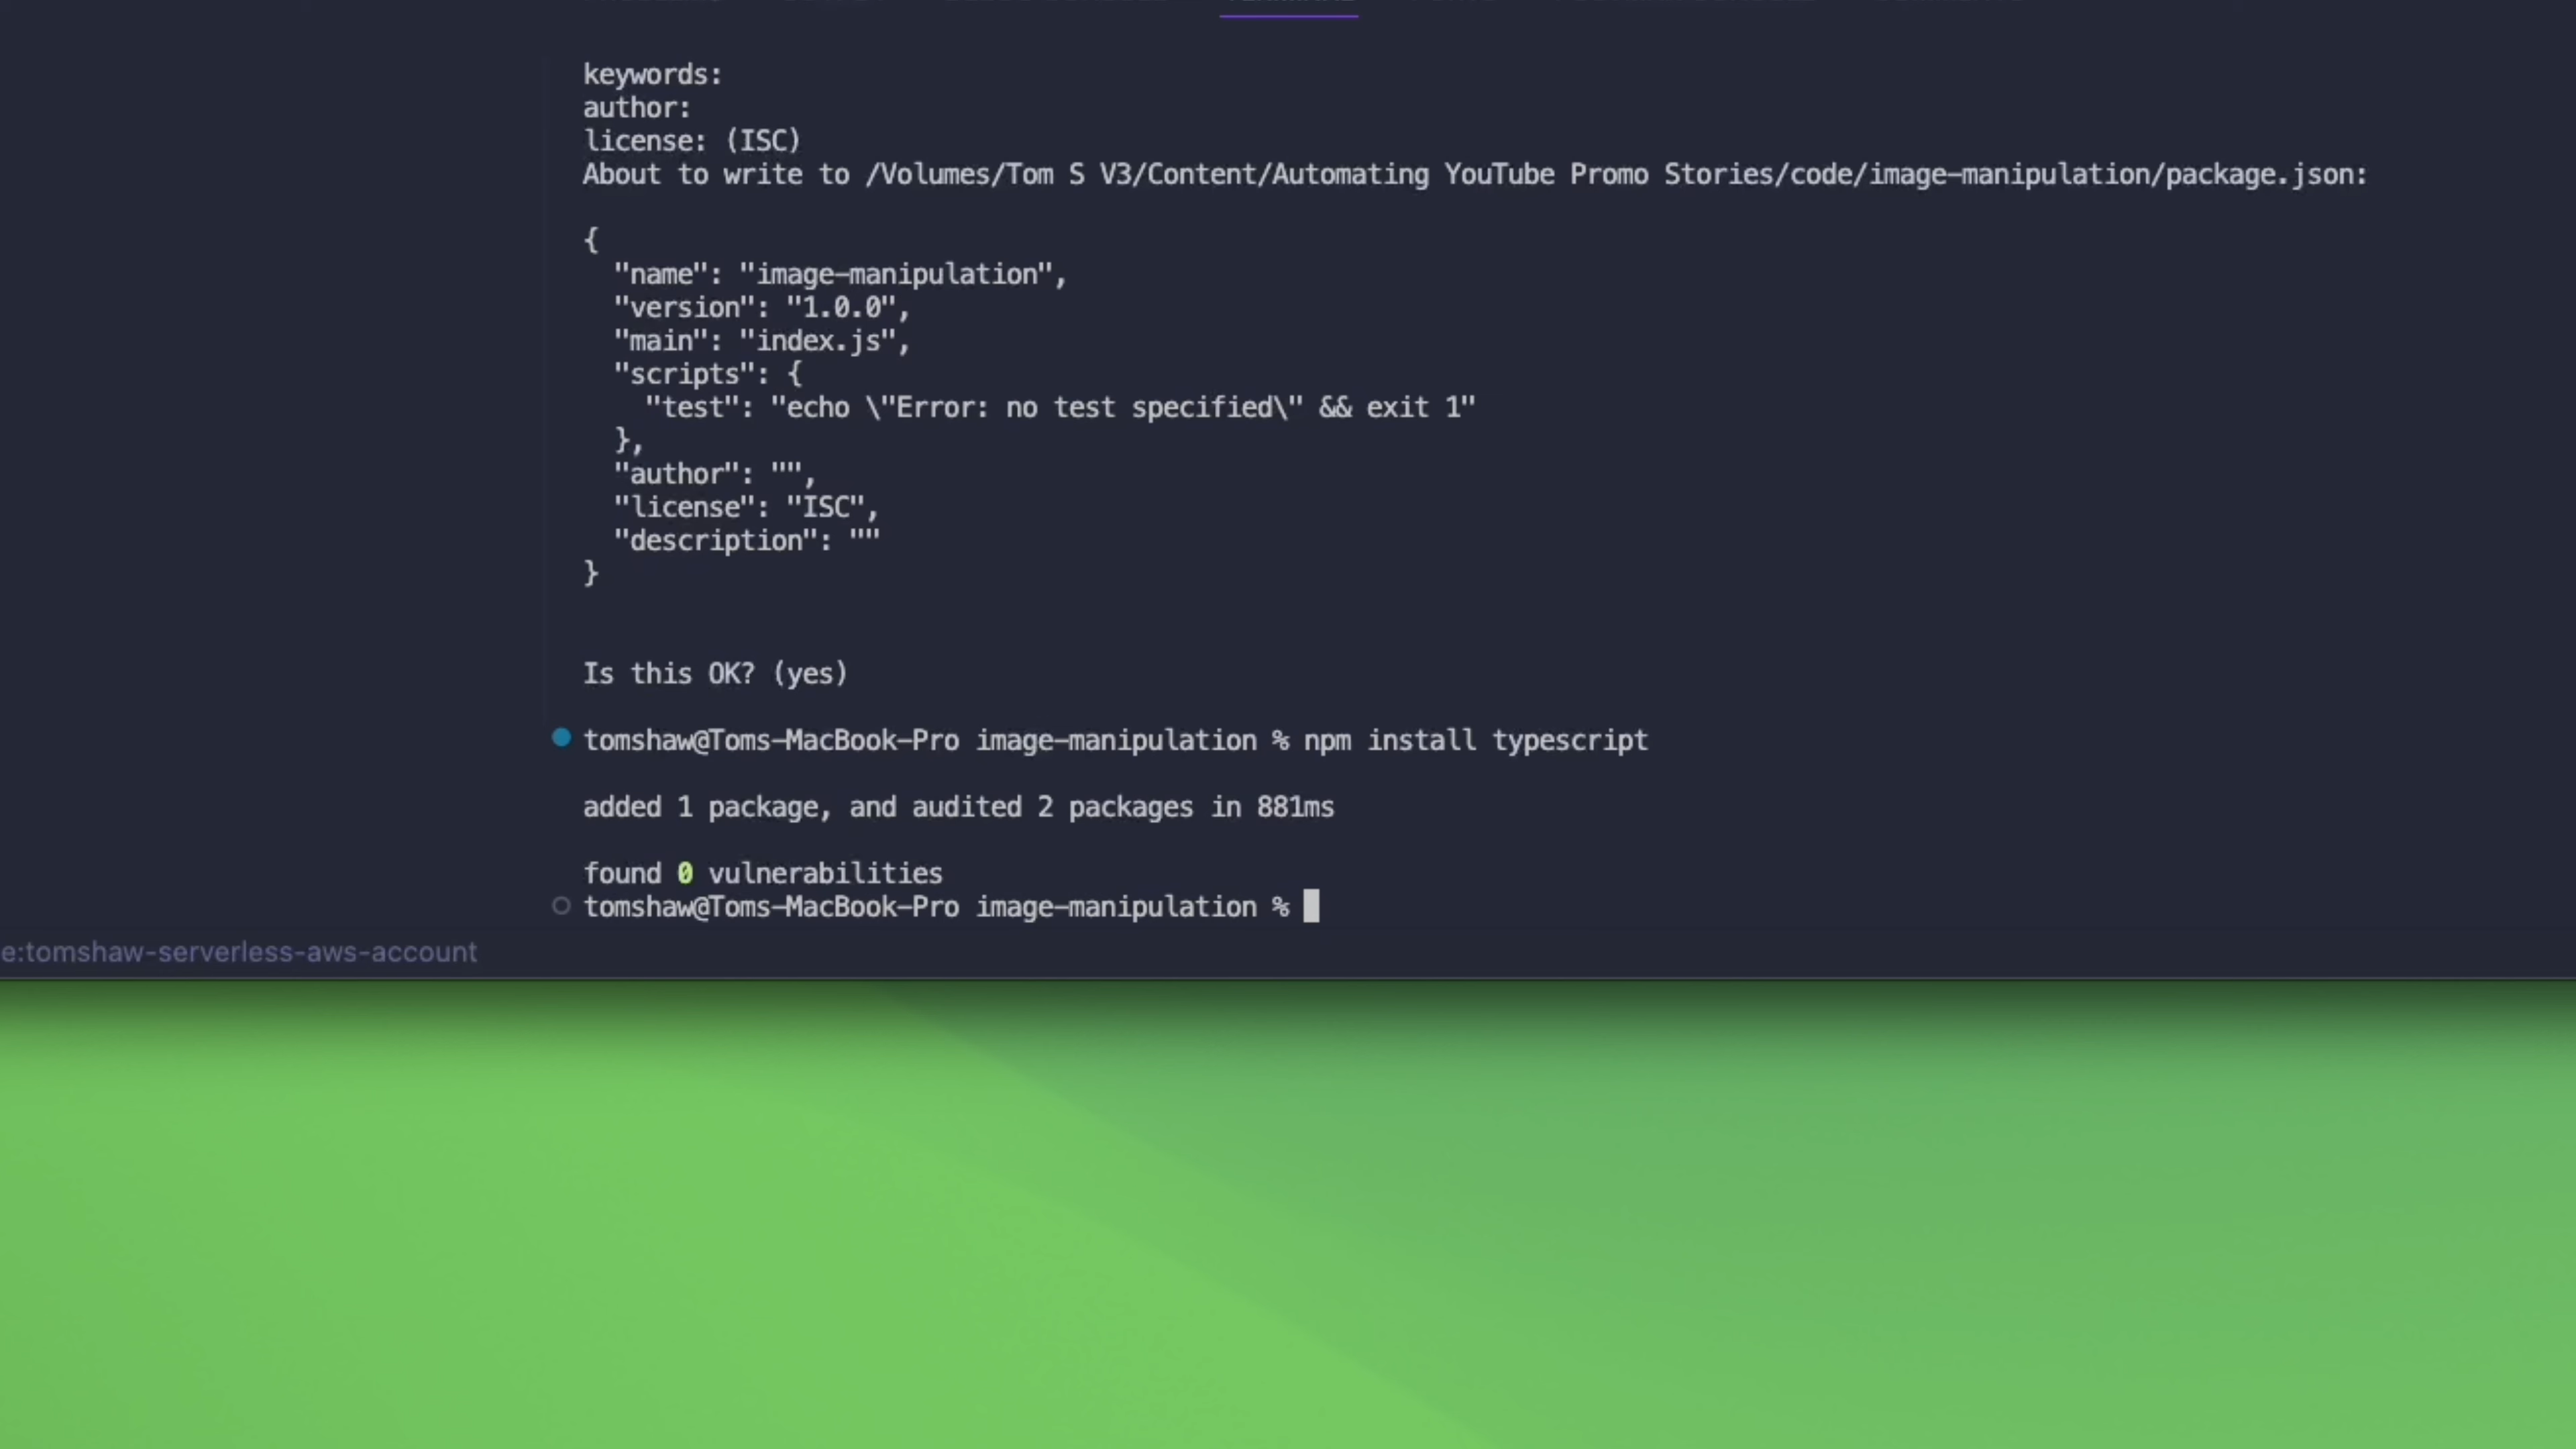 keywords:
author:
license: (ISC)
About to write to /Volumes/Tom S V3/Content/Automating YouTube Promo Stories/code/image-manipulation/package.json:
{
  "name": "image-manipulation",
  "version": "1.0.0",
  "main": "index.js",
  "scripts": {
    "test": "echo \"Error: no test specified\" && exit 1"
  },
  "author": "",
  "license": "ISC",
  "description": ""
}
Is this OK? (yes)
tomshaw@Toms-MacBook-Pro image-manipulation % npm install typescript
added 1 package, and audited 2 packages in 881ms
found 0 vulnerabilities
tomshaw@Toms-MacBook-Pro image-manipulation %
e:tomshaw-serverless-aws-account